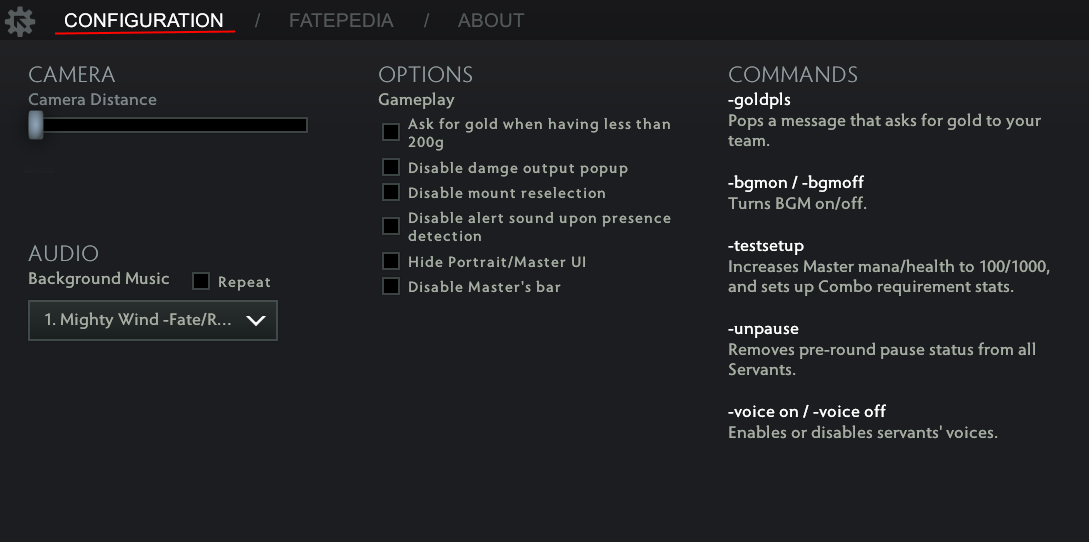 CONFIGURATION / FATEPEDIA / ABOUT
CAMERA
Camera Distance
AUDIO
Background Music Repeat
1. Mighty Wind -Fate/R...
OPTIONS
Gameplay
Ask for gold when having less than
200g
Disable damge output popup
Disable mount reselection
Disable alert sound upon presence
detection
Hide Portrait/Master UI
Disable Master's bar
COMMANDS
-goldpls
Pops a message that asks for gold to your
team.
-bgmon / -bgmoff
Turns BGM on/off.
-testsetup
Increases Master mana/health to 100/1000,
and sets up Combo requirement stats.
-unpause
Removes pre-round pause status from all
Servants.
-voice on / -voice off
Enables or disables servants' voices.